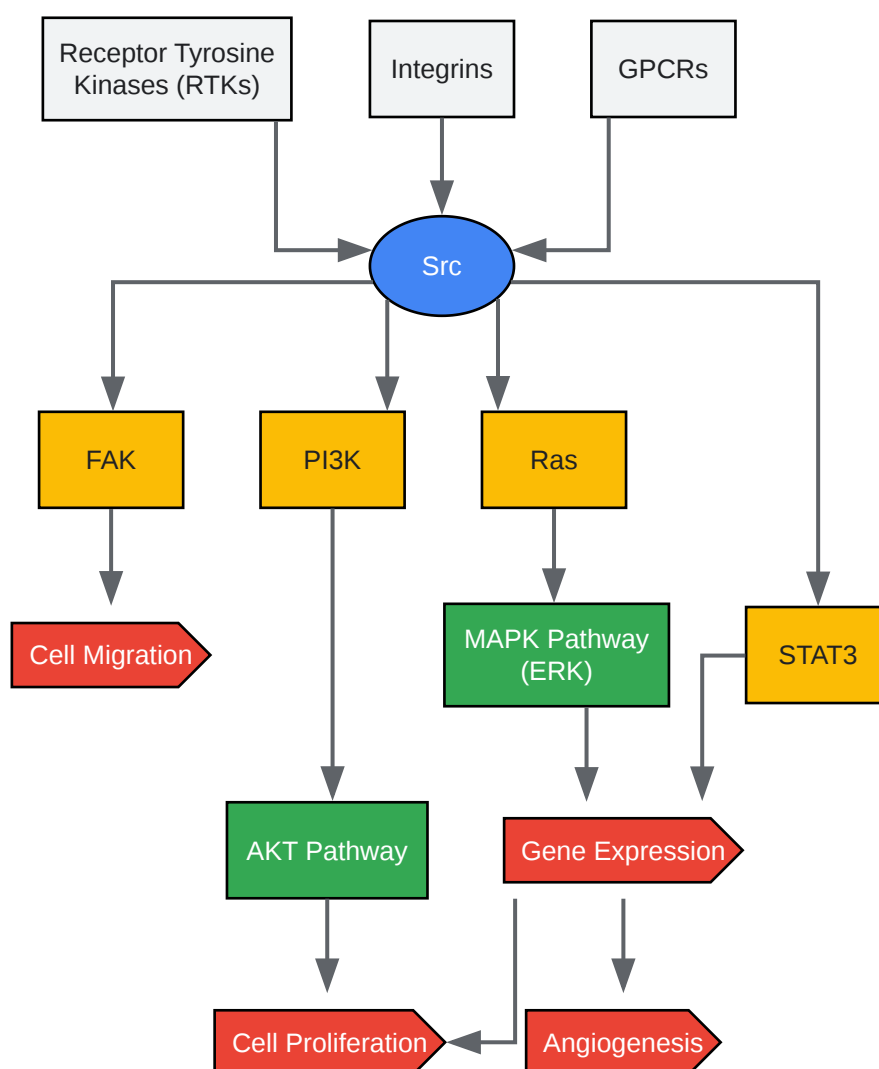 Receptor Tyrosine
Kinases (RTKs)
Integrins
GPCRs
Src
FAK
PI3K
Ras
MAPK Pathway
(ERK)
Cell Migration
STAT3
AKT Pathway
Gene Expression
Cell Proliferation
Angiogenesis